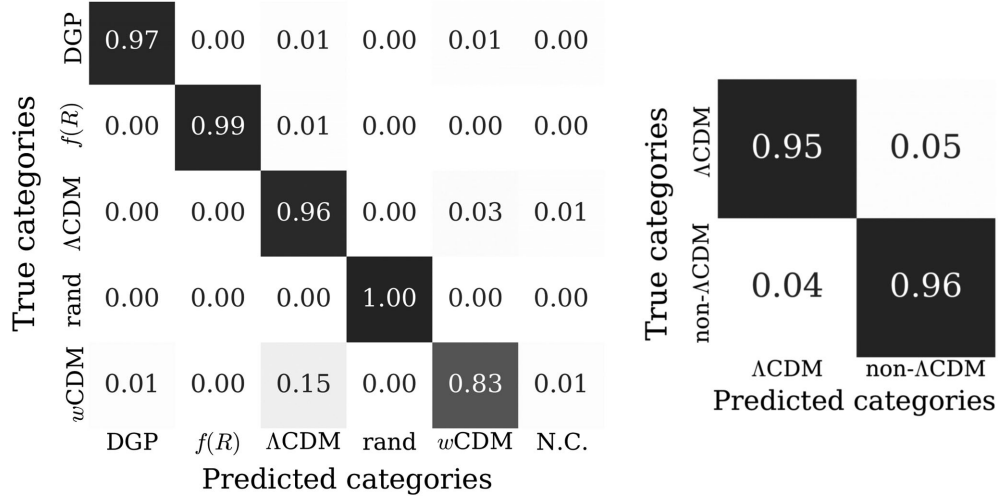 True categories
DGP 0.97 0.00 0.01 0.00 0.01 0.00
f(R) 0.00 0.99 0.01 0.00 0.00 0.00
ΛCDM 0.00 0.00 0.96 0.00 0.03 0.01
rand 0.00 0.00 0.00 1.00 0.00 0.00
wCDM 0.01 0.00 0.15 0.00 0.83 0.01
DGP f(R) ΛCDM rand wCDM N.C.
Predicted categories
True categories
ΛCDM 0.95 0.05
non-ΛCDM 0.04 0.96
ΛCDM non-ΛCDM
Predicted categories